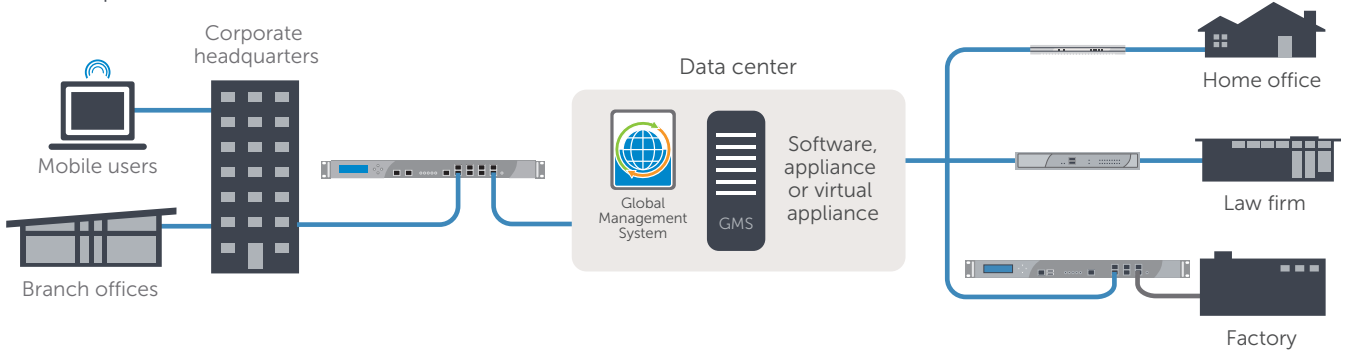 Corporate
headquarters
Mobile users
Branch offices
Data center
Global
Management
System
GMS
Software,
appliance
or virtual
appliance
Home office
Law firm
Factory